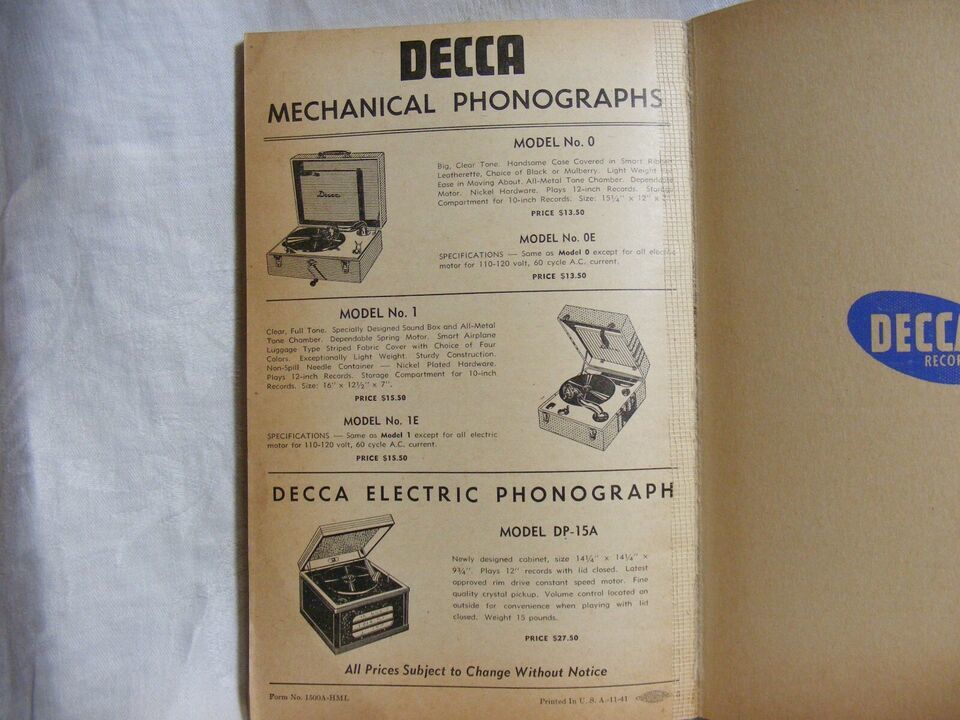 DECCA
MECHANICAL PHONOGRAPHS
MODEL No. 0
Big, Clear Tone. Handsome Case Covered in Smart Ribbed
Leatherette, Choice of Black or Mulberry. Light Weight for
Ease in Moving About. All-Metal Tone Chamber. Dependable
Motor. Nickel Hardware. Plays 12-inch Records. Storage
Compartment for 10-inch Records. Size: 15¼" x 12" x
PRICE $13.50
Decca
MODEL No. 0E
SPECIFICATIONS — Same as Model 0 except for all electric
motor for 110-120 volt, 60 cycle A.C. current.
PRICE $13.50
MODEL No. 1
Clear, Full Tone. Specially Designed Sound Box and All-Metal
Tone Chamber. Dependable Spring Motor. Smart Airplane
Luggage Type Striped Fabric Cover with Choice of Four
Colors. Exceptionally Light Weight. Sturdy Construction.
Non-Spill Needle Container — Nickel Plated Hardware.
Plays 12-inch Records. Storage Compartment for 10-inch
Records. Size: 16" x 12½" x 7".
PRICE $15.50
MODEL No. 1E
SPECIFICATIONS — Same as Model 1 except for all electric
motor for 110-120 volt, 60 cycle A.C. current.
PRICE $15.50
DECCA ELECTRIC PHONOGRAPH
MODEL DP-15A
Newly designed cabinet, size 14¼" x 14¼" x
9¾". Plays 12" records with lid closed. Latest
approved rim drive constant speed motor. Fine
quality crystal pickup. Volume control located on
outside for convenience when playing with lid
closed. Weight 15 pounds.
PRICE $27.50
All Prices Subject to Change Without Notice
Form No. 1500A-HML
Printed In U. S. A.-11-41
DECCA
RECOR